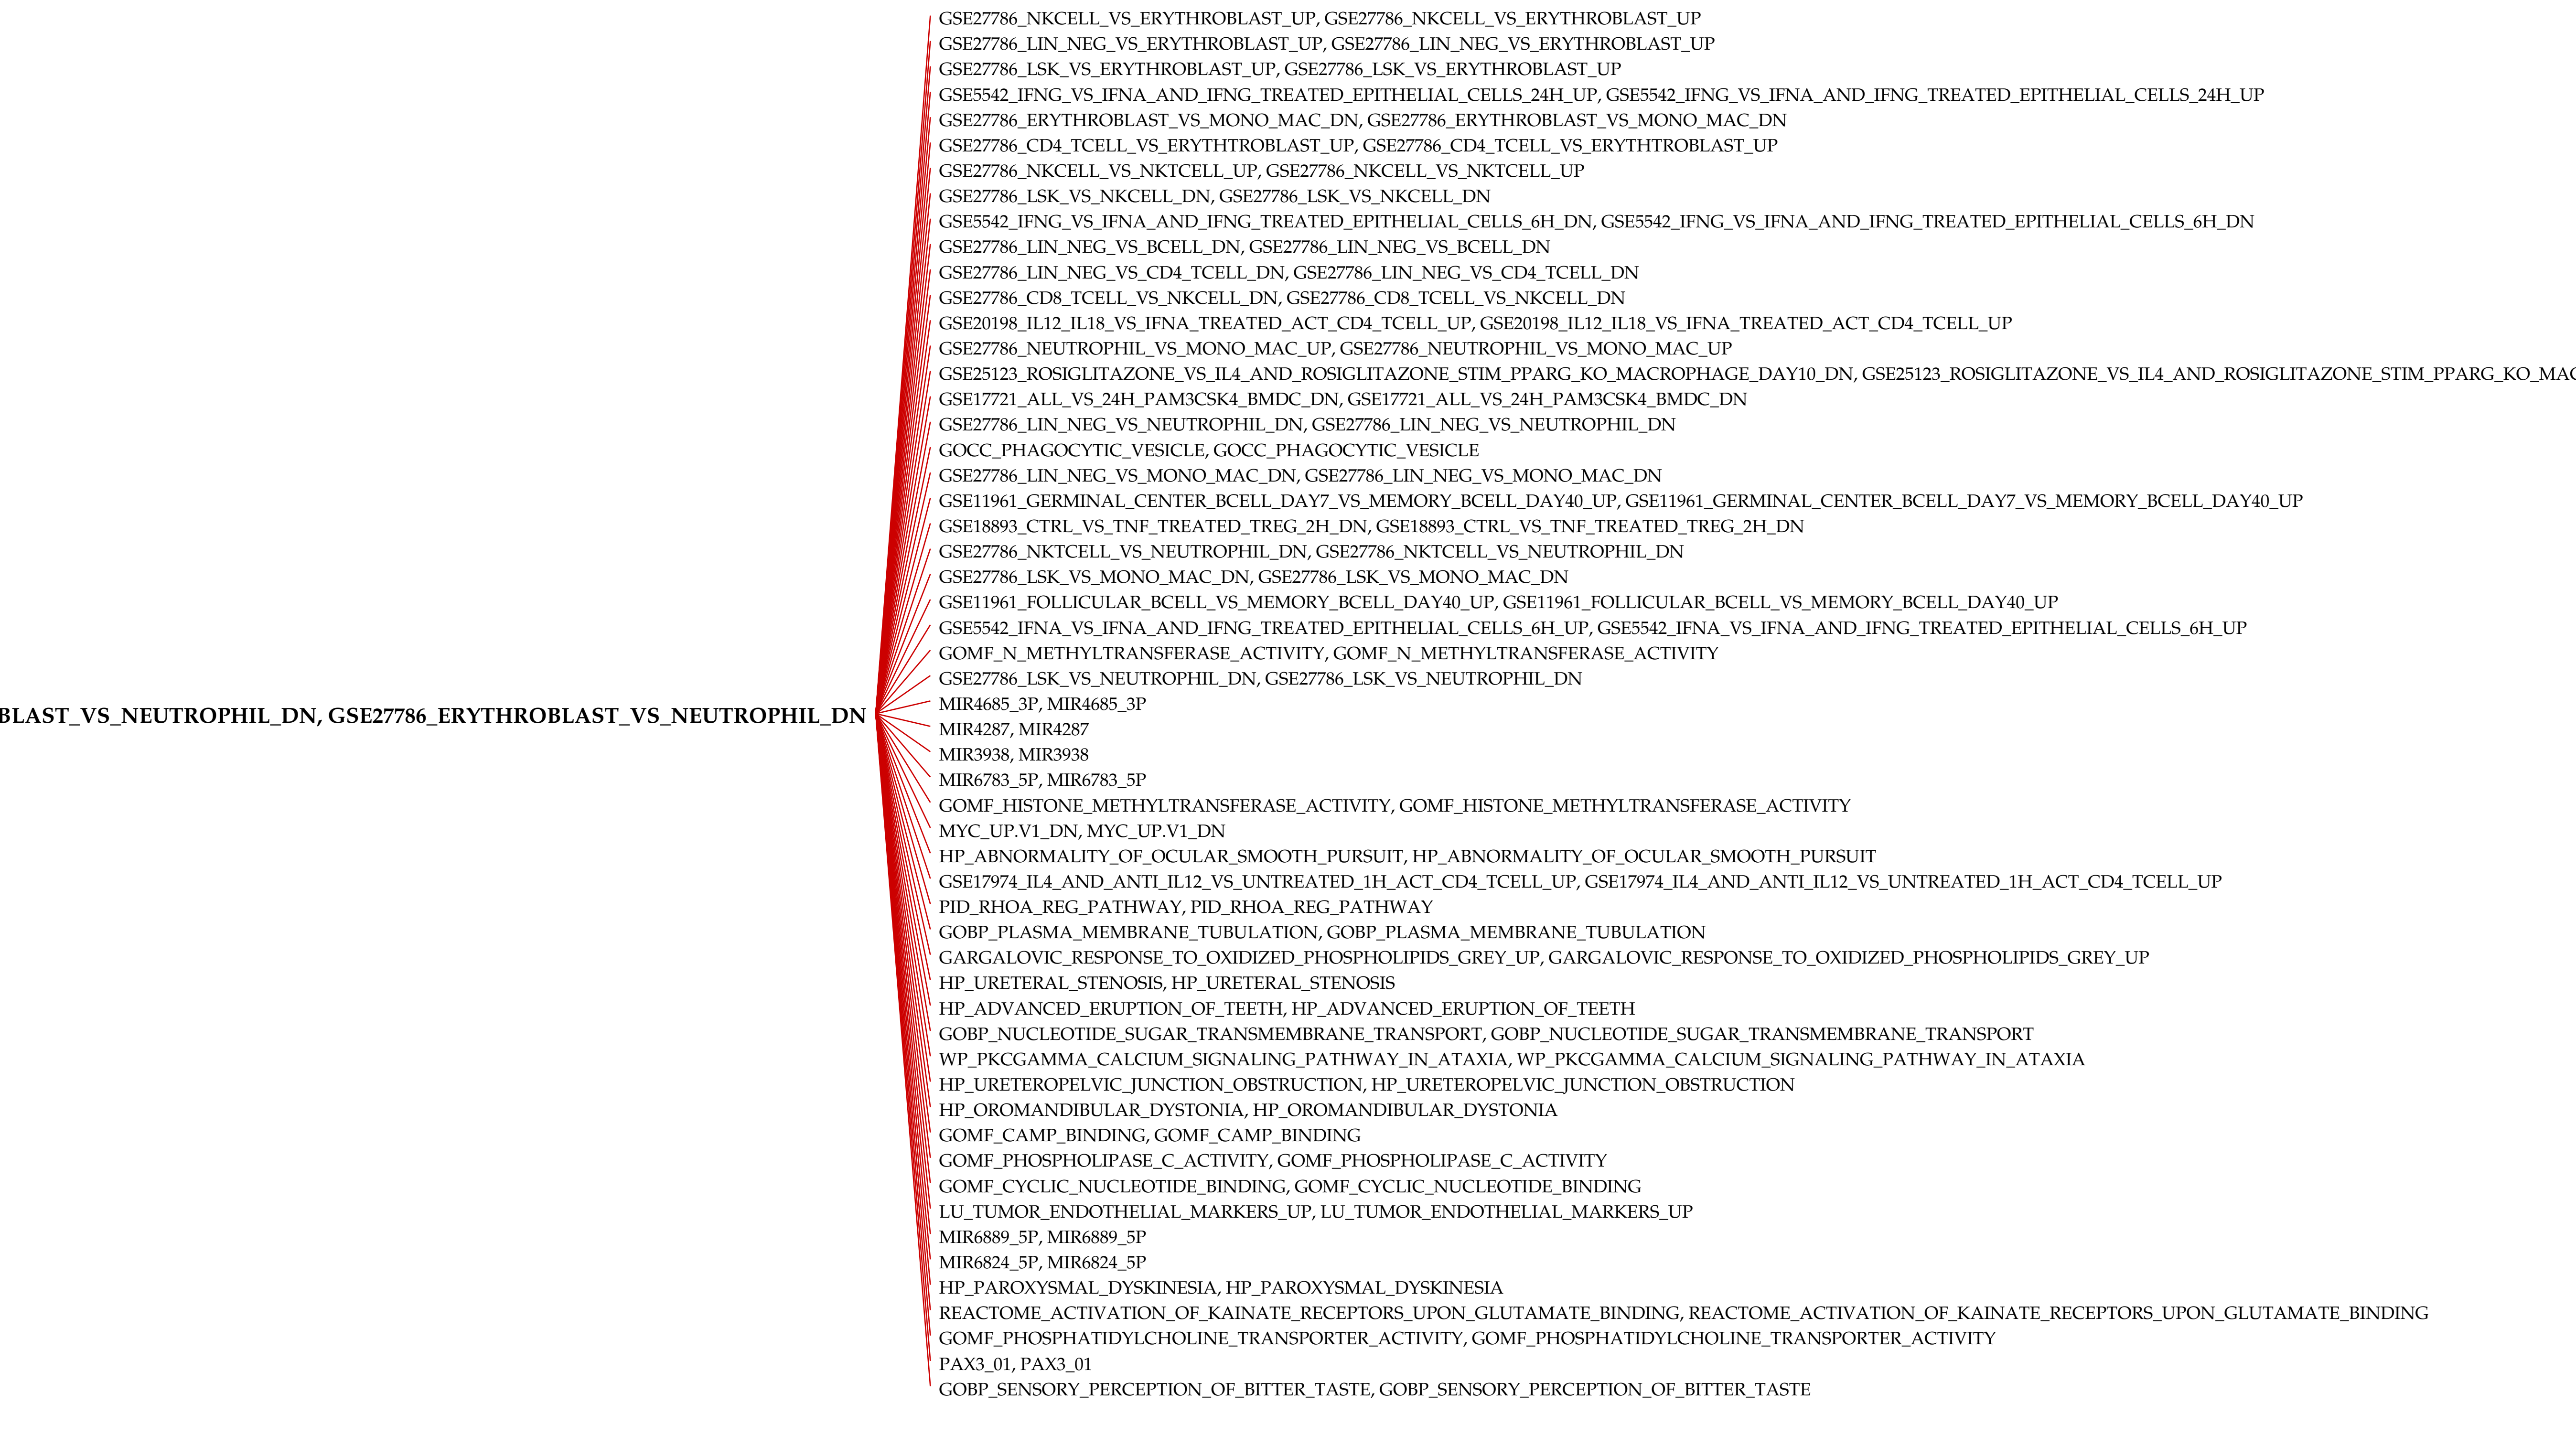 GSE27786_NKCELL_VS_ERYTHROBLAST_UP, GSE27786_NKCELL_VS_ERYTHROBLAST_UP
GSE27786_LIN_NEG_VS_ERYTHROBLAST_UP, GSE27786_LIN_NEG_VS_ERYTHROBLAST_UP
GSE27786_LSK_VS_ERYTHROBLAST_UP, GSE27786_LSK_VS_ERYTHROBLAST_UP
GSE5542_IFNG_VS_IFNA_AND_IFNG_TREATED_EPITHELIAL_CELLS_24H_UP, GSE5542_IFNG_VS_IFNA_AND_IFNG_TREATED_EPITHELIAL_CELLS_24H_UP
GSE27786_ERYTHROBLAST_VS_MONO_MAC_DN, GSE27786_ERYTHROBLAST_VS_MONO_MAC_DN
GSE27786_CD4_TCELL_VS_ERYTHTROBLAST_UP, GSE27786_CD4_TCELL_VS_ERYTHTROBLAST_UP
GSE27786_NKCELL_VS_NKTCELL_UP, GSE27786_NKCELL_VS_NKTCELL_UP
GSE27786_LSK_VS_NKCELL_DN, GSE27786_LSK_VS_NKCELL_DN
GSE5542_IFNG_VS_IFNA_AND_IFNG_TREATED_EPITHELIAL_CELLS_6H_DN, GSE5542_IFNG_VS_IFNA_AND_IFNG_TREATED_EPITHELIAL_CELLS_6H_DN
GSE27786_LIN_NEG_VS_BCELL_DN, GSE27786_LIN_NEG_VS_BCELL_DN
GSE27786_LIN_NEG_VS_CD4_TCELL_DN, GSE27786_LIN_NEG_VS_CD4_TCELL_DN
GSE27786_CD8_TCELL_VS_NKCELL_DN, GSE27786_CD8_TCELL_VS_NKCELL_DN
GSE20198_IL12_IL18_VS_IFNA_TREATED_ACT_CD4_TCELL_UP, GSE20198_IL12_IL18_VS_IFNA_TREATED_ACT_CD4_TCELL_UP
GSE27786_NEUTROPHIL_VS_MONO_MAC_UP, GSE27786_NEUTROPHIL_VS_MONO_MAC_UP
GSE25123_ROSIGLITAZONE_VS_IL4_AND_ROSIGLITAZONE_STIM_PPARG_KO_MACROPHAGE_DAY10_DN, GSE25123_ROSIGLITAZONE_VS_IL4_AND_ROSIGLITAZONE_STIM_PPARG_KO_MAC
GSE17721_ALL_VS_24H_PAM3CSK4_BMDC_DN, GSE17721_ALL_VS_24H_PAM3CSK4_BMDC_DN
GSE27786_LIN_NEG_VS_NEUTROPHIL_DN, GSE27786_LIN_NEG_VS_NEUTROPHIL_DN
GOCC_PHAGOCYTIC_VESICLE, GOCC_PHAGOCYTIC_VESICLE
GSE27786_LIN_NEG_VS_MONO_MAC_DN, GSE27786_LIN_NEG_VS_MONO_MAC_DN
GSE11961_GERMINAL_CENTER_BCELL_DAY7_VS_MEMORY_BCELL_DAY40_UP, GSE11961_GERMINAL_CENTER_BCELL_DAY7_VS_MEMORY_BCELL_DAY40_UP
GSE18893_CTRL_VS_TNF_TREATED_TREG_2H_DN, GSE18893_CTRL_VS_TNF_TREATED_TREG_2H_DN
GSE27786_NKTCELL_VS_NEUTROPHIL_DN, GSE27786_NKTCELL_VS_NEUTROPHIL_DN
GSE27786_LSK_VS_MONO_MAC_DN, GSE27786_LSK_VS_MONO_MAC_DN
GSE11961_FOLLICULAR_BCELL_VS_MEMORY_BCELL_DAY40_UP, GSE11961_FOLLICULAR_BCELL_VS_MEMORY_BCELL_DAY40_UP
GSE5542_IFNA_VS_IFNA_AND_IFNG_TREATED_EPITHELIAL_CELLS_6H_UP, GSE5542_IFNA_VS_IFNA_AND_IFNG_TREATED_EPITHELIAL_CELLS_6H_UP
GOMF_N_METHYLTRANSFERASE_ACTIVITY, GOMF_N_METHYLTRANSFERASE_ACTIVITY
GSE27786_LSK_VS_NEUTROPHIL_DN, GSE27786_LSK_VS_NEUTROPHIL_DN
MIR4685_3P, MIR4685_3P
BLAST_VS_NEUTROPHIL_DN, GSE27786_ERYTHROBLAST_VS_NEUTROPHIL_DN
MIR4287, MIR4287
MIR3938, MIR3938
MIR6783_5P, MIR6783_5P
GOMF_HISTONE_METHYLTRANSFERASE_ACTIVITY, GOMF_HISTONE_METHYLTRANSFERASE_ACTIVITY
MYC_UP.V1_DN, MYC_UP.V1_DN
HP_ABNORMALITY_OF_OCULAR_SMOOTH_PURSUIT, HP_ABNORMALITY_OF_OCULAR_SMOOTH_PURSUIT
GSE17974_IL4_AND_ANTI_IL12_VS_UNTREATED_1H_ACT_CD4_TCELL_UP, GSE17974_IL4_AND_ANTI_IL12_VS_UNTREATED_1H_ACT_CD4_TCELL_UP
PID_RHOA_REG_PATHWAY, PID_RHOA_REG_PATHWAY
GOBP_PLASMA_MEMBRANE_TUBULATION, GOBP_PLASMA_MEMBRANE_TUBULATION
GARGALOVIC_RESPONSE_TO_OXIDIZED_PHOSPHOLIPIDS_GREY_UP, GARGALOVIC_RESPONSE_TO_OXIDIZED_PHOSPHOLIPIDS_GREY_UP
HP_URETERAL_STENOSIS, HP_URETERAL_STENOSIS
HP_ADVANCED_ERUPTION_OF_TEETH, HP_ADVANCED_ERUPTION_OF_TEETH
GOBP_NUCLEOTIDE_SUGAR_TRANSMEMBRANE_TRANSPORT, GOBP_NUCLEOTIDE_SUGAR_TRANSMEMBRANE_TRANSPORT
WP_PKCGAMMA_CALCIUM_SIGNALING_PATHWAY_IN_ATAXIA, WP_PKCGAMMA_CALCIUM_SIGNALING_PATHWAY_IN_ATAXIA
HP_URETEROPELVIC_JUNCTION_OBSTRUCTION, HP_URETEROPELVIC_JUNCTION_OBSTRUCTION
HP_OROMANDIBULAR_DYSTONIA, HP_OROMANDIBULAR_DYSTONIA
GOMF_CAMP_BINDING, GOMF_CAMP_BINDING
GOMF_PHOSPHOLIPASE_C_ACTIVITY, GOMF_PHOSPHOLIPASE_C_ACTIVITY
GOMF_CYCLIC_NUCLEOTIDE_BINDING, GOMF_CYCLIC_NUCLEOTIDE_BINDING
LU_TUMOR_ENDOTHELIAL_MARKERS_UP, LU_TUMOR_ENDOTHELIAL_MARKERS_UP
MIR6889_5P, MIR6889_5P
MIR6824_5P, MIR6824_5P
HP_PAROXYSMAL_DYSKINESIA, HP_PAROXYSMAL_DYSKINESIA
REACTOME_ACTIVATION_OF_KAINATE_RECEPTORS_UPON_GLUTAMATE_BINDING, REACTOME_ACTIVATION_OF_KAINATE_RECEPTORS_UPON_GLUTAMATE_BINDING
GOMF_PHOSPHATIDYLCHOLINE_TRANSPORTER_ACTIVITY, GOMF_PHOSPHATIDYLCHOLINE_TRANSPORTER_ACTIVITY
PAX3_01, PAX3_01
GOBP_SENSORY_PERCEPTION_OF_BITTER_TASTE, GOBP_SENSORY_PERCEPTION_OF_BITTER_TASTE